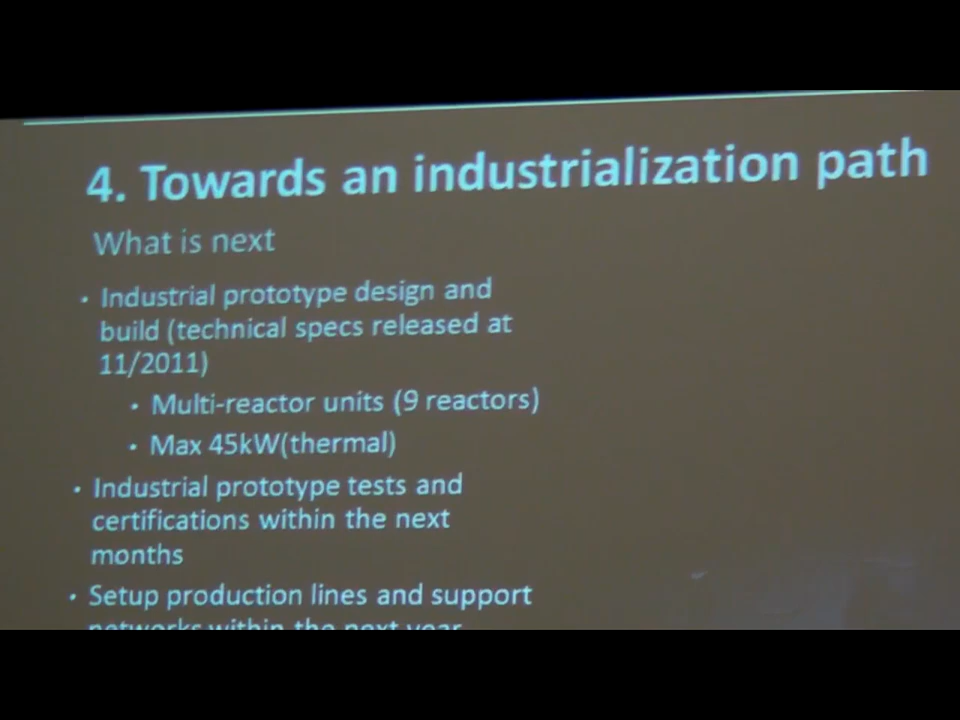 4. Towards an industrialization path
What is next
• Industrial prototype design and
build (technical specs released at
11/2011)
• Multi-reactor units (9 reactors)
• Max 45kW(thermal)
• Industrial prototype tests and
certifications within the next
months
• Setup production lines and support
networks within the next year